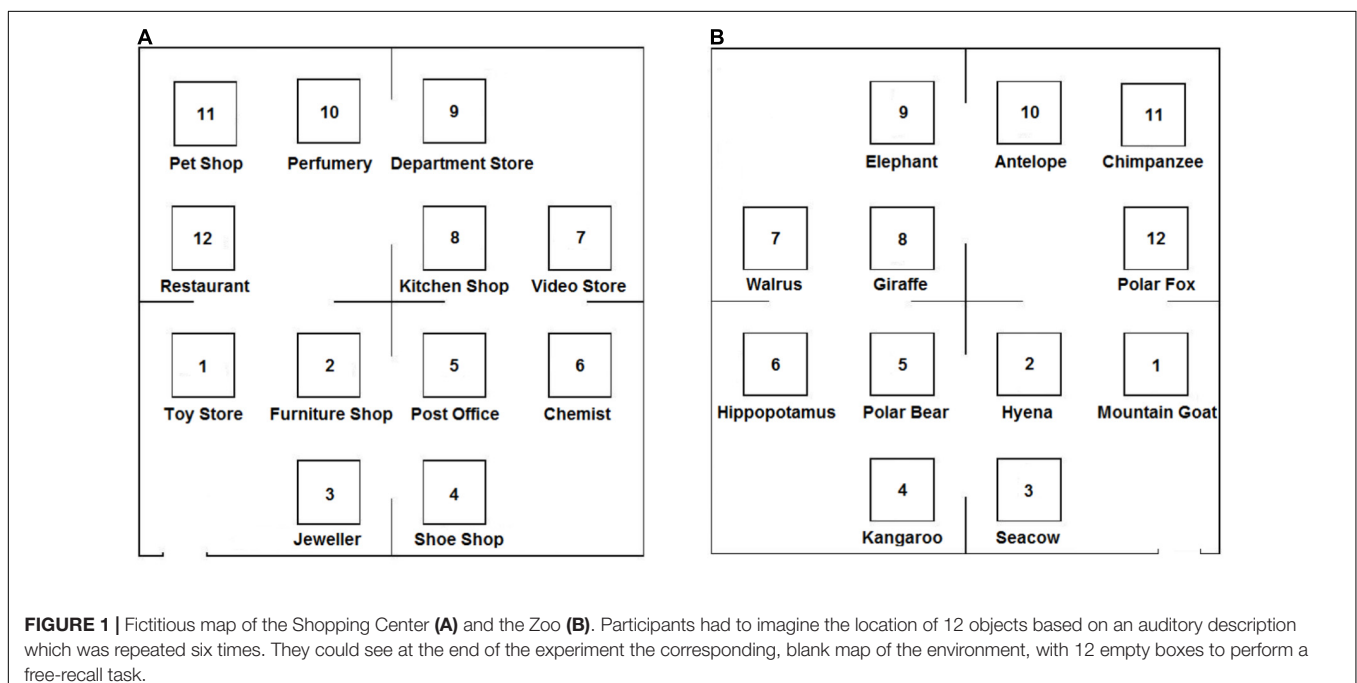 A
11 10 9
Pet Shop Perfumery Department Store
12 8 7
Restaurant Kitchen Shop Video Store
1 2 5 6
Toy Store Furniture Shop Post Office Chemist
3 4
Jeweller Shoe Shop
B
9 10 11
Elephant Antelope Chimpanzee
7 8 12
Walrus Giraffe Polar Fox
6 5 2 1
Hippopotamus Polar Bear Hyena Mountain Goat
4 3
Kangaroo Seacow
FIGURE 1 | Fictitious map of the Shopping Center (A) and the Zoo (B). Participants had to imagine the location of 12 objects based on an auditory description
which was repeated six times. They could see at the end of the experiment the corresponding, blank map of the environment, with 12 empty boxes to perform a
free-recall task.